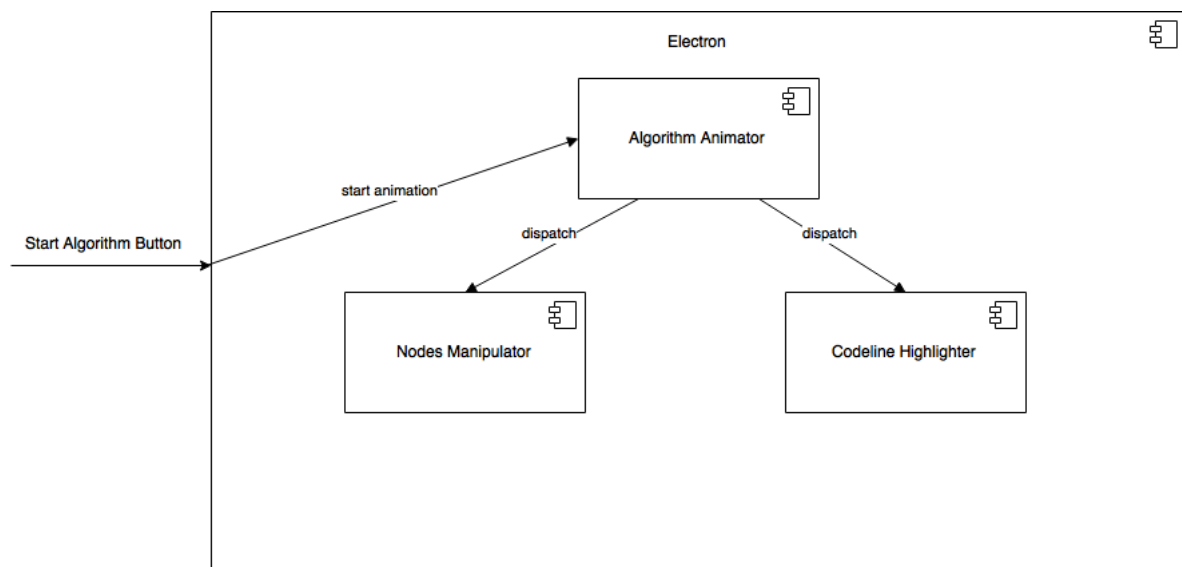 Electron
Algorithm Animator
start animation
Start Algorithm Button
dispatch
dispatch
Nodes Manipulator
Codeline Highlighter